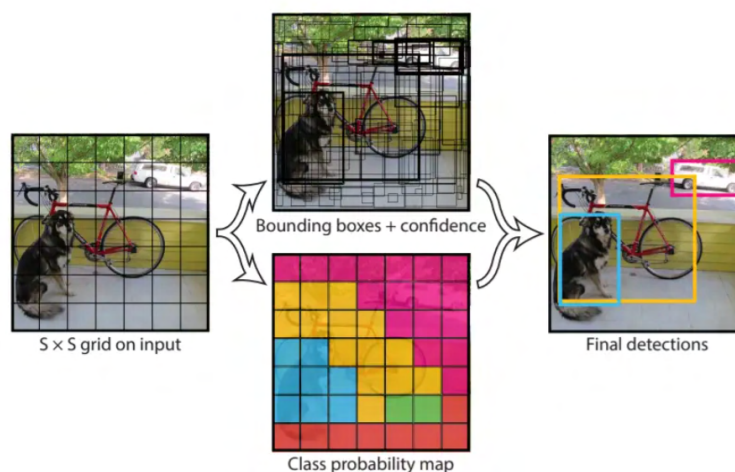 Bounding boxes + confidence
S × S grid on input
Final detections
Class probability map